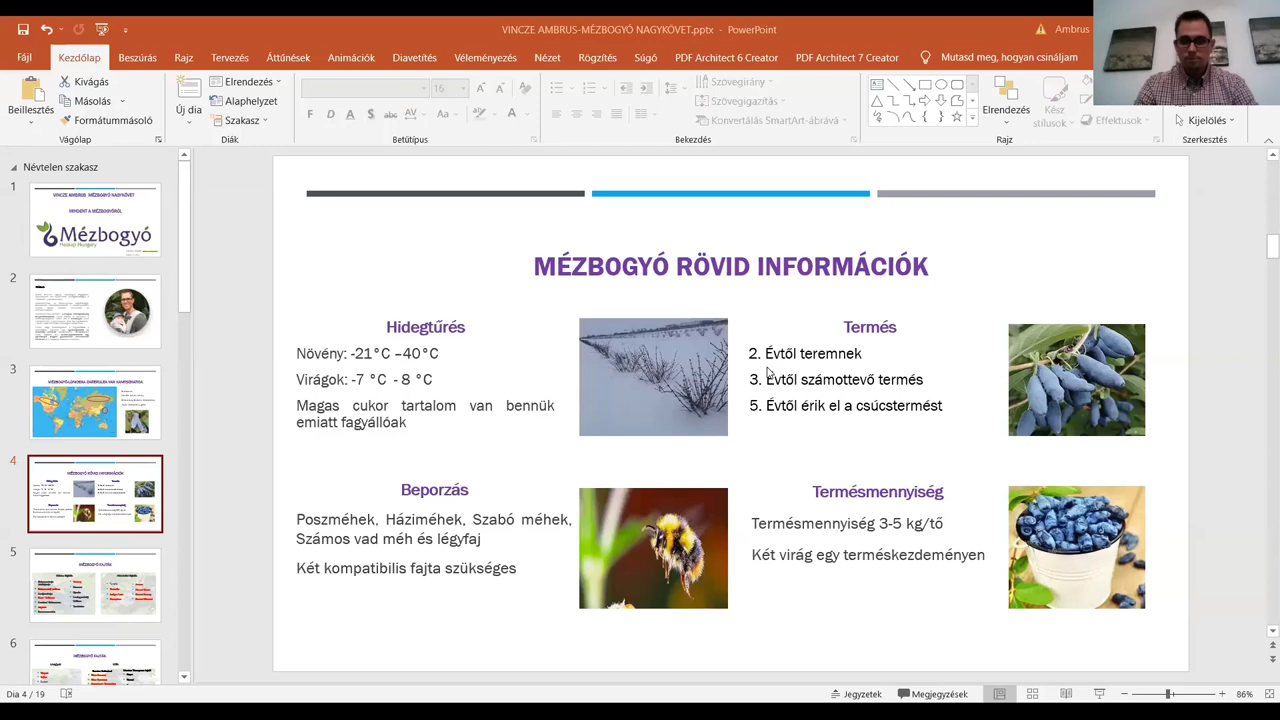 VINCZE AMBRUS-MÉZBOGYÓ NAGYKÖVET.pptx - PowerPoint
Ambrus
Fájl Kezdőlap Beszúrás Rajz Tervezés Áttűnések Animációk Diavetítés Véleményezés Nézet Rögzítés Súgó PDF Architect 6 Creator PDF Architect 7 Creator Mutasd meg, hogyan csináljam
Beillesztés
Kivágás
Másolás
Formátummásoló
Vágólap
Új dia
Elrendezés
Alaphelyzet
Szakasz
Diák
16
F D A S abc AV Aa A
Betűtípus
Szövegirány
Szövegigazítás
Konvertálás SmartArt-ábrává
Bekezdés
Elrendezés
Kész stílusok
Effektusok
Rajz
Kijelölés
Szerkesztés
Névtelen szakasz
1
VINCZE AMBRUS MÉZBOGYÓ NAGYKÖVET
MINDENT A MÉZBOGYÓRÓL
Mézbogyó
Haskap Hungary
2
3
4
MÉZBOGYÓ RÖVID INFORMÁCIÓK
5
MÉZBOGYÓ FAJTÁK
6
MÉZBOGYÓ FAJTÁK
MÉZBOGYÓ RÖVID INFORMÁCIÓK
Hidegtűrés
Növény: -21°C –40°C
Virágok: -7 °C - 8 °C
Magas cukor tartalom van bennük
emiatt fagyállóak
Termés
2. Évtől teremnek
3. Évtől számottevő termés
5. Évtől érik el a csúcstermést
Beporzás
Poszméhek, Háziméhek, Szabó méhek,
Számos vad méh és légyfaj
Két kompatibilis fajta szükséges
Termésmennyiség
Termésmennyiség 3-5 kg/tő
Két virág egy terméskezdeményen
Dia 4 / 19
Jegyzetek Megjegyzések 86%